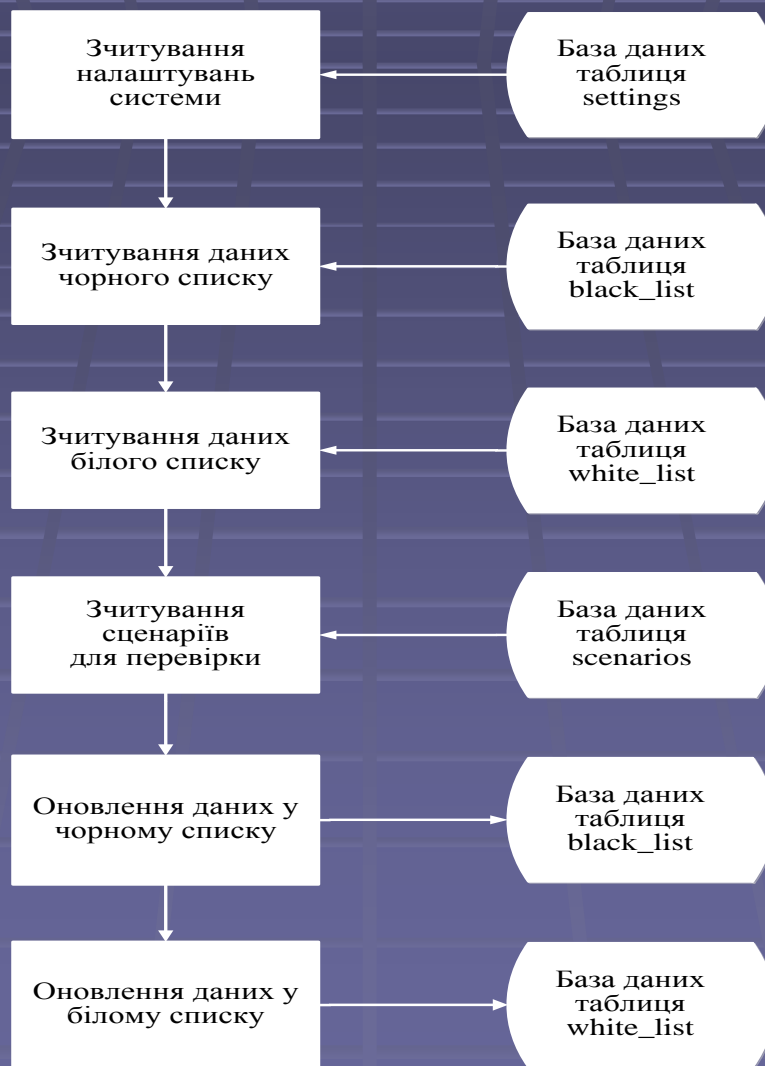 Зчитування
налаштувань
системи
База даних
таблиця
settings
Зчитування даних
чорного списку
База даних
таблиця
black_list
Зчитування даних
білого списку
База даних
таблиця
white_list
Зчитування
сценаріїв
для перевірки
База даних
таблиця
scenarios
Оновлення даних у
чорному списку
База даних
таблиця
black_list
Оновлення даних у
білому списку
База даних
таблиця
white_list